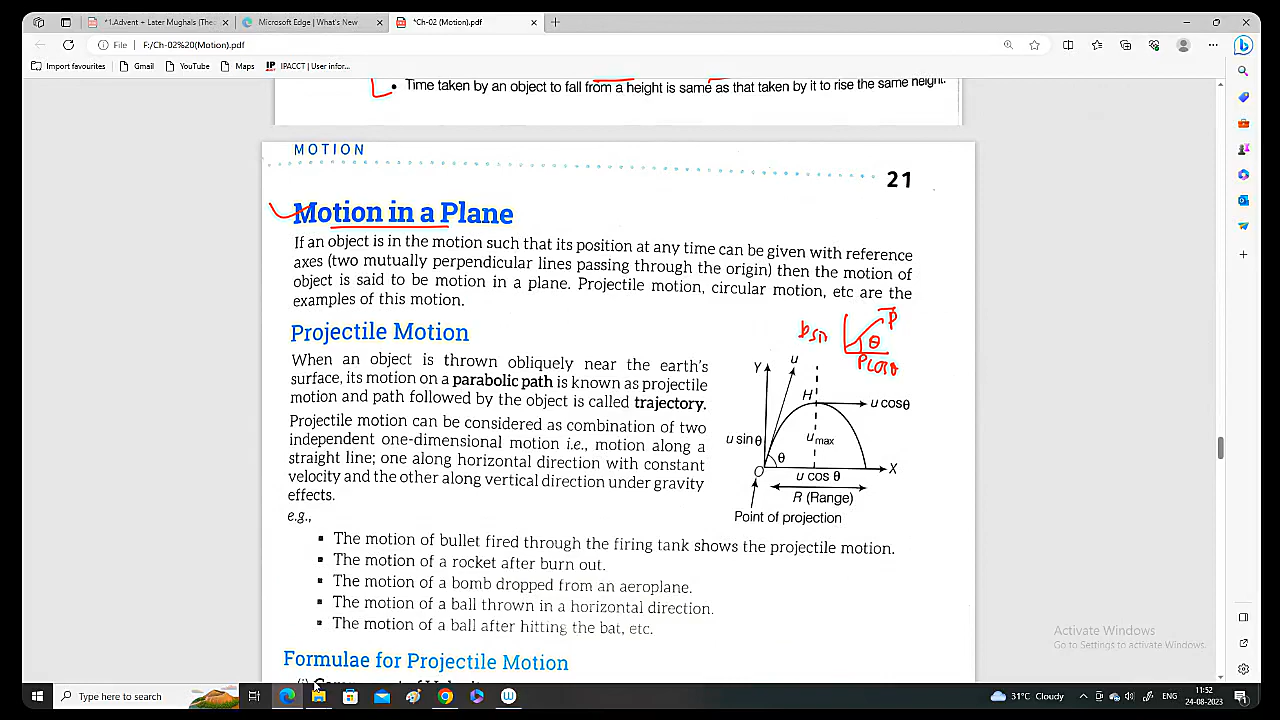 *1.Advent + Later Mughals (The
Microsoft Edge | What's New
*Ch-02 (Motion).pdf
File
F:/Ch-02%20(Motion).pdf
Import favourites
Gmail
YouTube
Maps
IP IPACCT | User infor...
• Time taken by an object to fall from a height is same as that taken by it to rise the same height.
MOTION
21
Motion in a Plane
If an object is in the motion such that its position at any time can be given with reference
axes (two mutually perpendicular lines passing through the origin) then the motion of
object is said to be motion in a plane. Projectile motion, circular motion, etc are the
examples of this motion.
Projectile Motion
When an object is thrown obliquely near the earth's
surface, its motion on a parabolic path is known as projectile
motion and path followed by the object is called trajectory.
Projectile motion can be considered as combination of two
independent one-dimensional motion i.e., motion along a
straight line; one along horizontal direction with constant
velocity and the other along vertical direction under gravity
effects.
e.g.,
P
θ
P cos θ
Y
u
H
u cosθ
u sinθ
u max
θ
O
X
u cos θ
R (Range)
Point of projection
▪ The motion of bullet fired through the firing tank shows the projectile motion.
▪ The motion of a rocket after burn out.
▪ The motion of a bomb dropped from an aeroplane.
▪ The motion of a ball thrown in a horizontal direction.
▪ The motion of a ball after hitting the bat, etc.
Formulae for Projectile Motion
Activate Windows
Go to Settings to activate Windows.
Type here to search
31°C Cloudy
ENG
11:52
24-08-2023